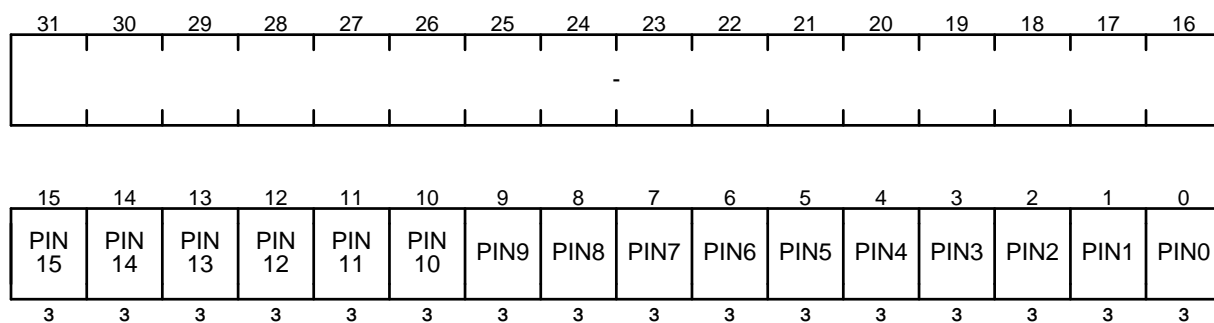 31 30 29 28 27 26 25 24 23 22 21 20 19 18 17 16
-
15 14 13 12 11 10 9 8 7 6 5 4 3 2 1 0
PIN 15 PIN 14 PIN 13 PIN 12 PIN 11 PIN 10 PIN9 PIN8 PIN7 PIN6 PIN5 PIN4 PIN3 PIN2 PIN1 PIN0
3 3 3 3 3 3 3 3 3 3 3 3 3 3 3 3